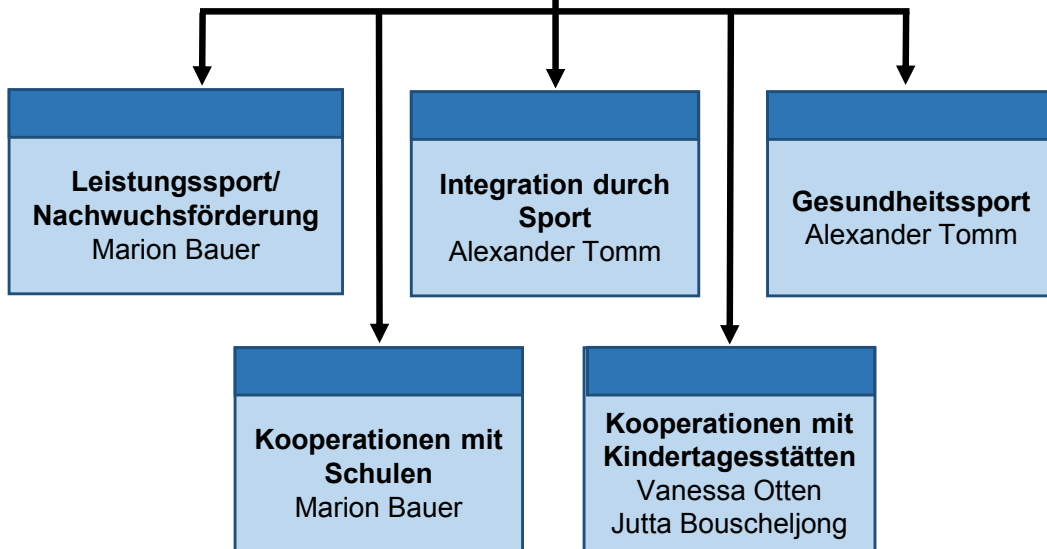 Leistungssport/
Nachwuchsförderung
Marion Bauer
Integration durch
Sport
Alexander Tomm
Gesundheitssport
Alexander Tomm
Kooperationen mit
Schulen
Marion Bauer
Kooperationen mit
Kindertagesstätten
Vanessa Otten
Jutta Bouscheljong